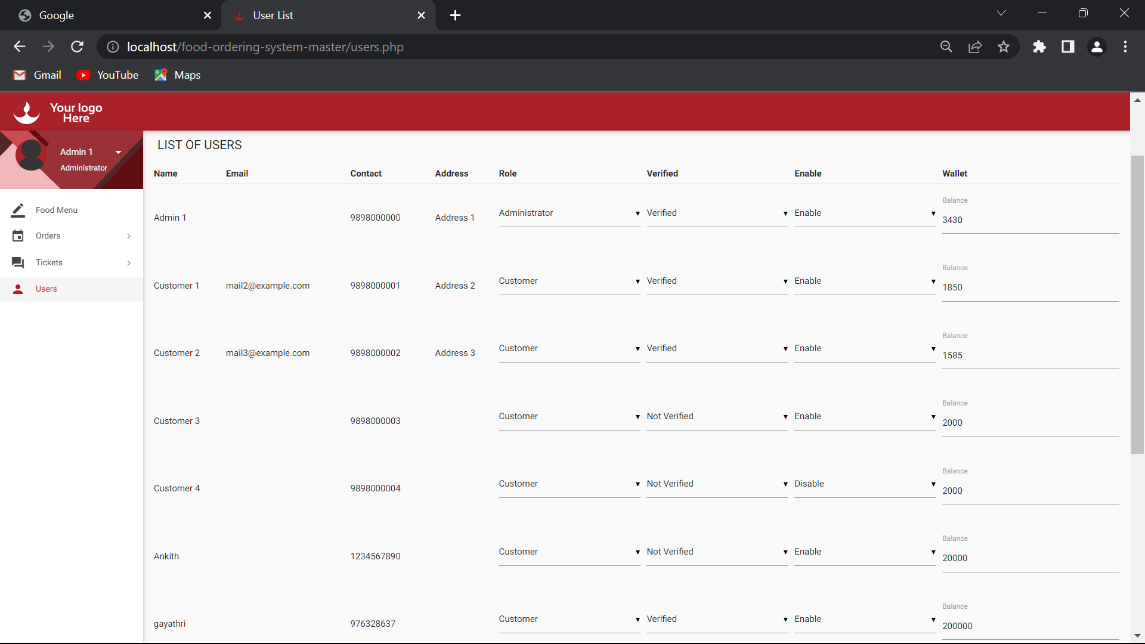 Google
User List
localhost/food-ordering-system-master/users.php
Gmail YouTube Maps
Your logo
Here
Admin 1
Administrator
Food Menu
Orders
Tickets
Users
LIST OF USERS
Name Email Contact Address Role Verified Enable Wallet
Admin 1 9898000000 Address 1 Administrator Verified Enable Balance 3430
Customer 1 mail2@example.com 9898000001 Address 2 Customer Verified Enable Balance 1850
Customer 2 mail3@example.com 9898000002 Address 3 Customer Verified Enable Balance 1585
Customer 3 9898000003 Customer Not Verified Enable Balance 2000
Customer 4 9898000004 Customer Not Verified Disable Balance 2000
Ankith 1234567890 Customer Not Verified Enable Balance 20000
gayathri 976328637 Customer Verified Enable Balance 200000